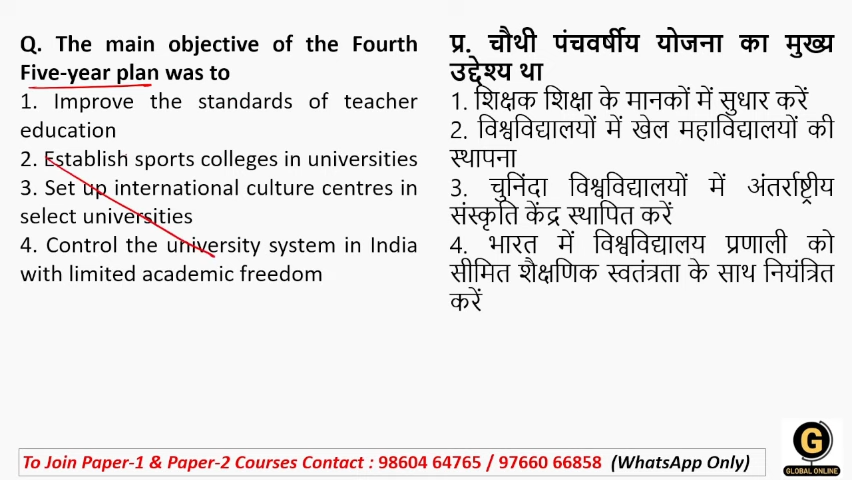 Q. The main objective of the Fourth
Five-year plan was to
1. Improve the standards of teacher
education
2. Establish sports colleges in universities
3. Set up international culture centres in
select universities
4. Control the university system in India
with limited academic freedom
प्र. चौथी पंचवर्षीय योजना का मुख्य
उद्देश्य था
1. शिक्षक शिक्षा के मानकों में सुधार करें
2. विश्वविद्यालयों में खेल महाविद्यालयों की
स्थापना
3. चुनिंदा विश्वविद्यालयों में अंतर्राष्ट्रीय
संस्कृति केंद्र स्थापित करें
4. भारत में विश्वविद्यालय प्रणाली को
सीमित शैक्षणिक स्वतंत्रता के साथ नियंत्रित
करें
To Join Paper-1 & Paper-2 Courses Contact : 98604 64765 / 97660 66858 (WhatsApp Only)
G
GLOBAL ONLINE